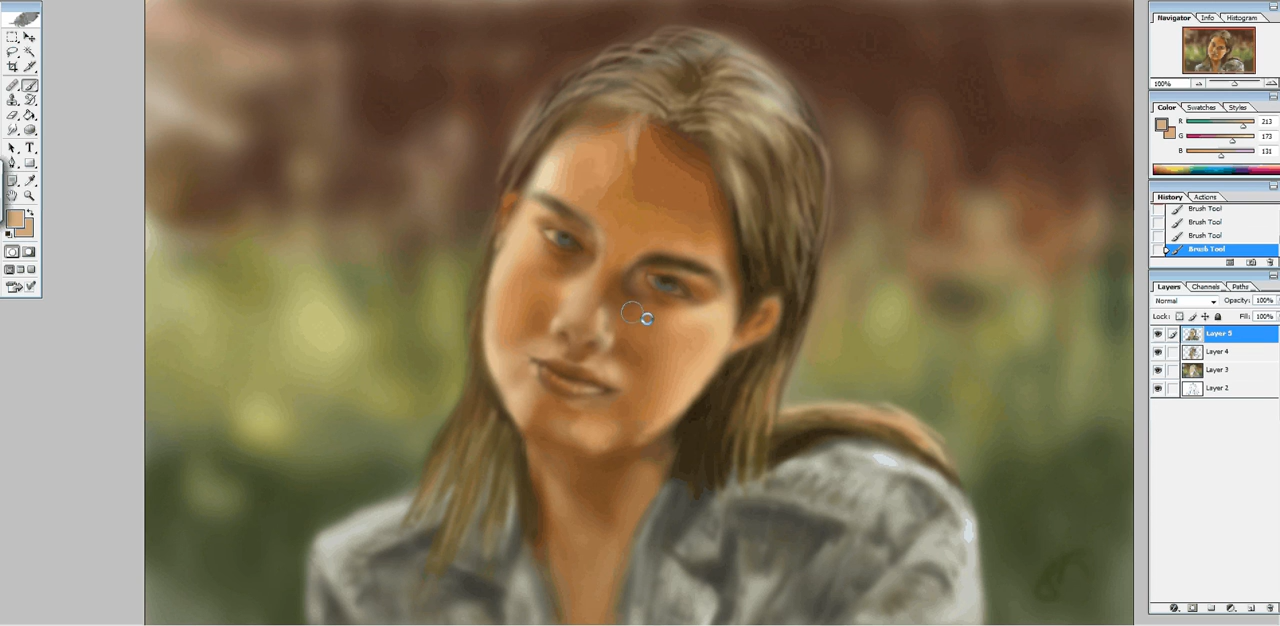 Navigator Info Histogram
100%
Color Swatches Styles
R 213
G 173
B 131
History Actions
Brush Tool
Brush Tool
Brush Tool
Brush Tool
Layers Channels Paths
Normal Opacity: 100%
Lock: Fill: 100%
Layer 5
Layer 4
Layer 3
Layer 2